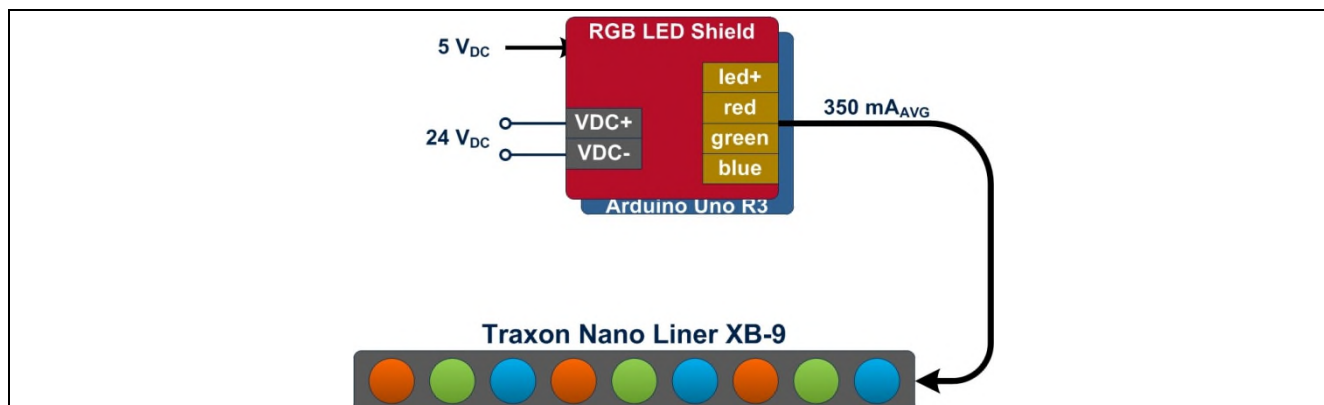 RGB LED Shield
5 VDC
led+
red
350 mAAVG
VDC+
24 VDC
green
VDC-
blue
Arduino Uno R3
Traxon Nano Liner XB-9